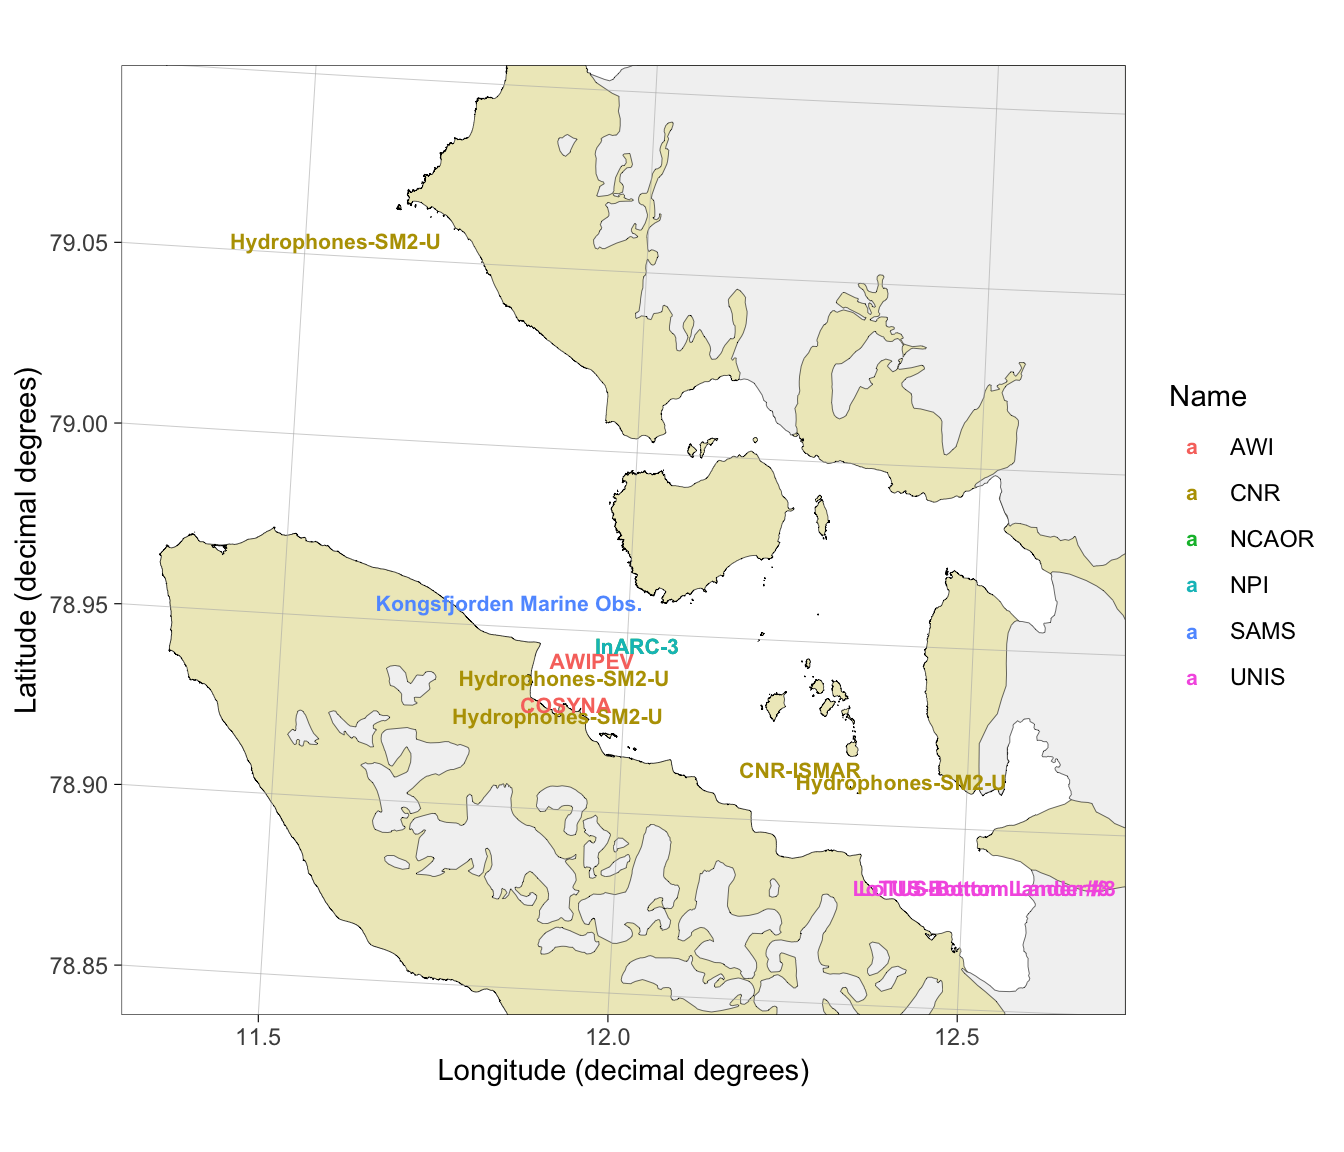 Hydrophones-SM2-U
Kongsfjorden Marine Obs.
InARC-3
AWIPEV
Hydrophones-SM2-U
COSYNA
Hydrophones-SM2-U
CNR-ISMAR
Hydrophones-SM2-U
79.05
79.00
78.95
78.90
78.85
11.5
12.0
12.5
Longitude (decimal degrees)
Latitude (decimal degrees)
Name
a AWI
a CNR
a NCAOR
a NPI
a SAMS
a UNIS